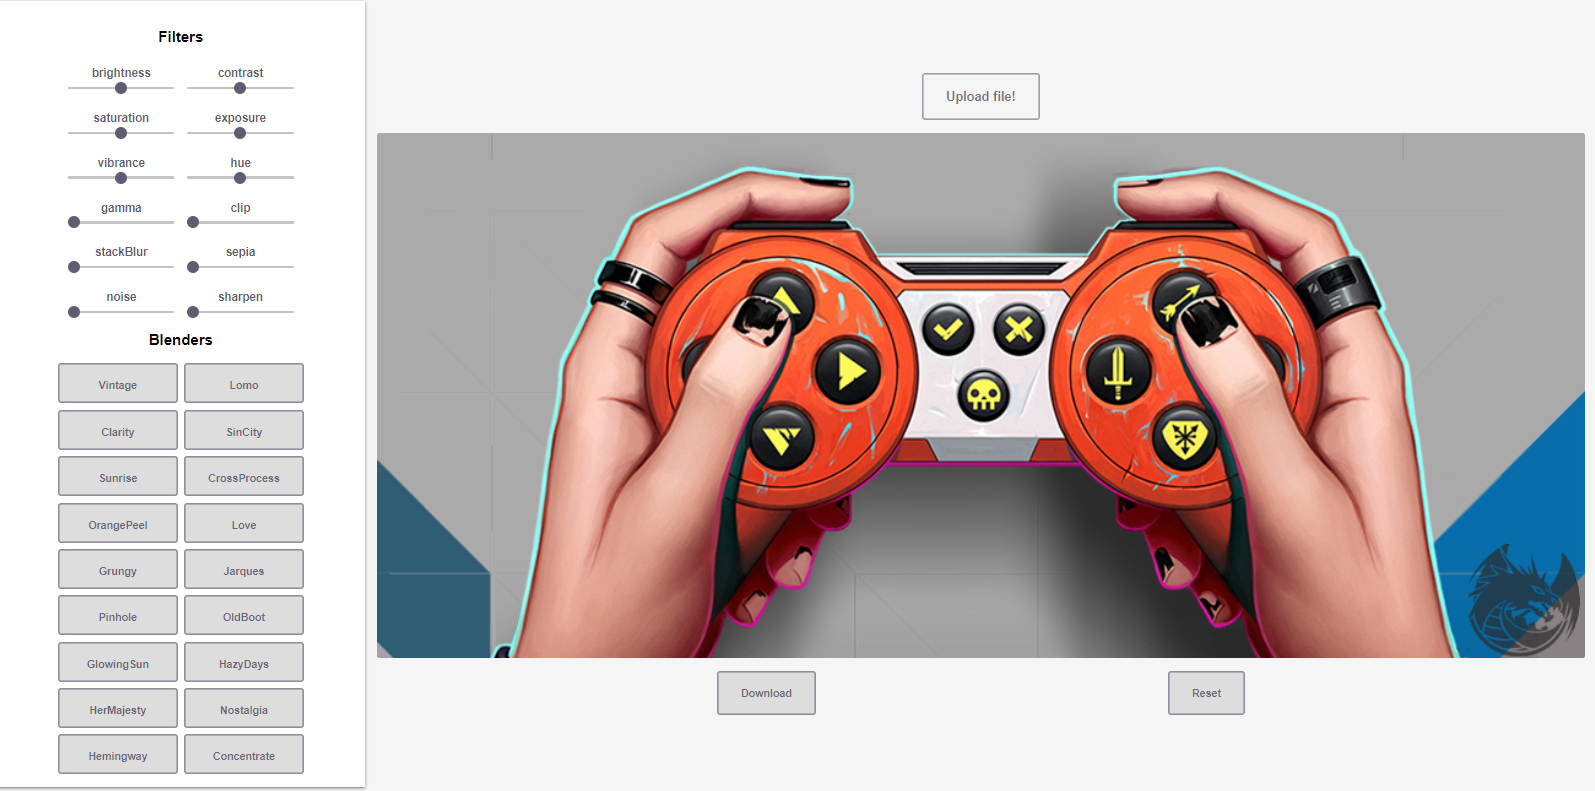 Filters
brightness contrast
saturation exposure
vibrance hue
gamma clip
stackBlur sepia
noise sharpen
Blenders
Vintage Lomo
Clarity SinCity
Sunrise CrossProcess
OrangePeel Love
Grungy Jarques
Pinhole OldBoot
GlowingSun HazyDays
HerMajesty Nostalgia
Hemingway Concentrate
Upload file!
Download Reset